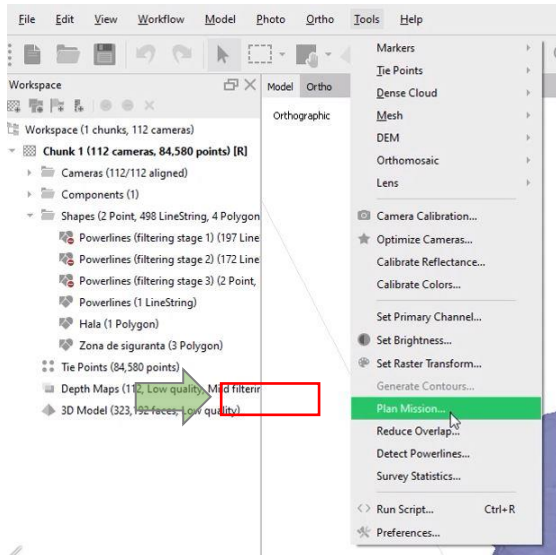 File Edit View Workflow Model Photo Ortho Tools Help
Workspace
Model Ortho
Orthographic
Workspace (1 chunks, 112 cameras)
Chunk 1 (112 cameras, 84,580 points) [R]
Cameras (112/112 aligned)
Components (1)
Shapes (2 Point, 498 LineString, 4 Polygon
Powerlines (filtering stage 1) (197 Line
Powerlines (filtering stage 2) (172 Line
Powerlines (filtering stage 3) (2 Point,
Powerlines (1 LineString)
Hala (1 Polygon)
Zona de siguranta (3 Polygon)
Tie Points (84,580 points)
Depth Maps (112, Low quality, Mild filterin
3D Model (323,192 faces, Low quality)
Markers
Tie Points
Dense Cloud
Mesh
DEM
Orthomosaic
Lens
Camera Calibration...
Optimize Cameras...
Calibrate Reflectance...
Calibrate Colors...
Set Primary Channel...
Set Brightness...
Set Raster Transform...
Generate Contours...
Plan Mission...
Reduce Overlap...
Detect Powerlines...
Survey Statistics...
Run Script... Ctrl+R
Preferences...